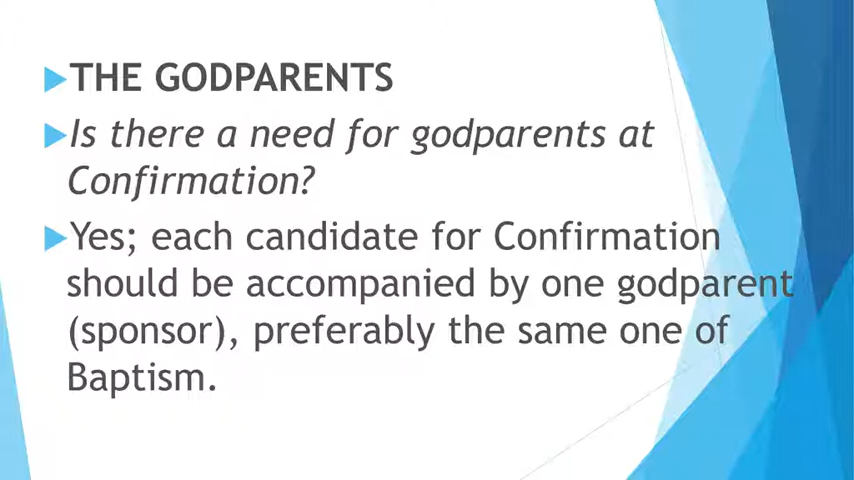 THE GODPARENTS
Is there a need for godparents at
Confirmation?
Yes; each candidate for Confirmation
should be accompanied by one godparent
(sponsor), preferably the same one of
Baptism.